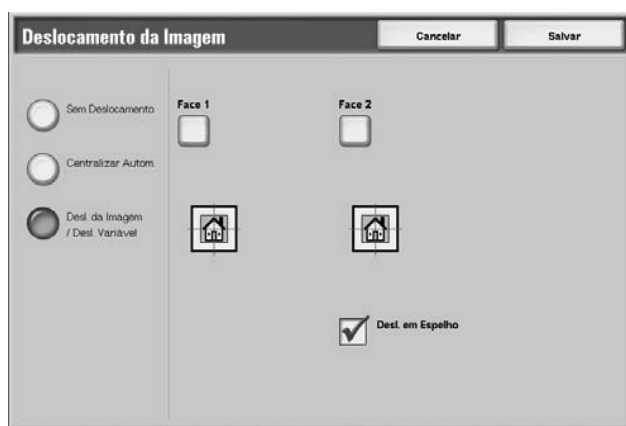 Deslocamento da Imagem
Cancelar
Salvar
Sem Deslocamento
Centralizar Autom.
Desl. da Imagem
/ Desl. Variável
Face 1
Face 2
Desl. em Espelho